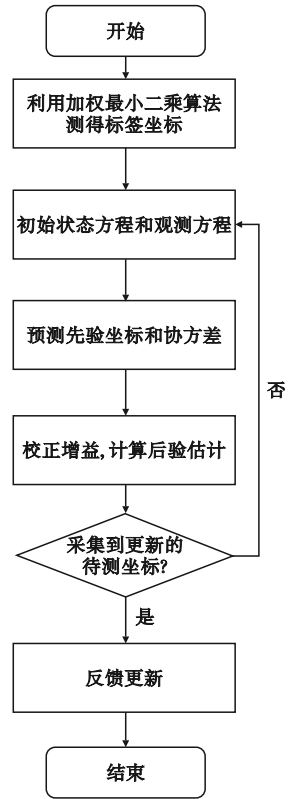 开始
利用加权最小二乘算法
测得标签坐标
初始状态方程和观测方程
预测先验坐标和协方差
否
校正增益,计算后验估计
采集到更新的
待测坐标?
是
反馈更新
结束